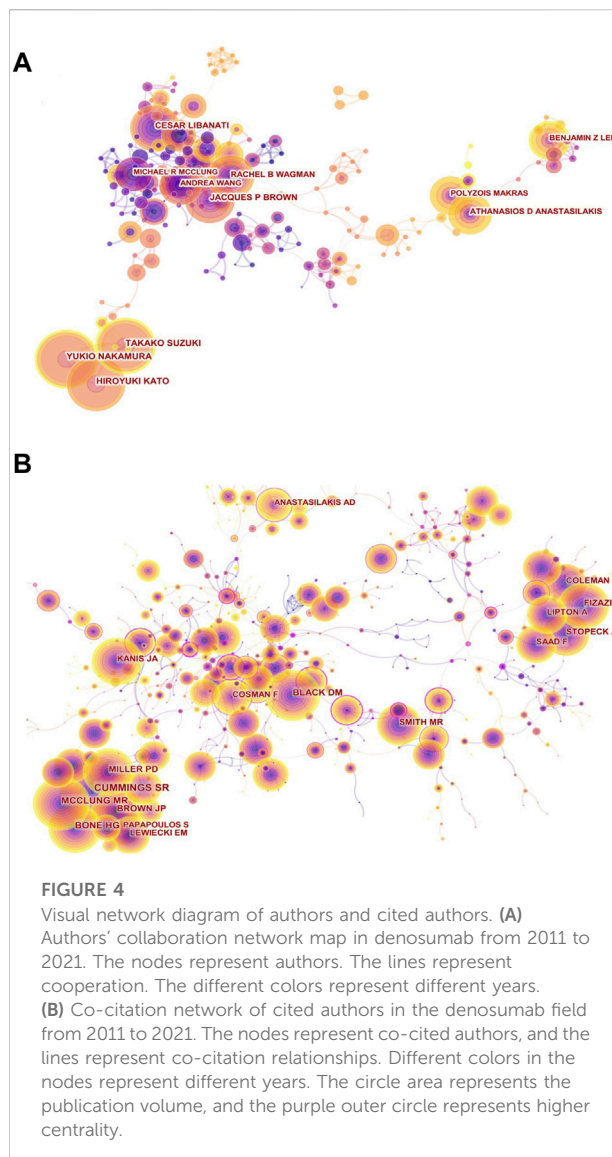 A
CESAR LIBANATI
BENJAMIN Z LE
MICHAEL R MCCLUNG
RACHEL B WAGMAN
ANDREA WANG
JACQUES P BROWN
POLYZOIS MAKRAS
ATHANASIOS D ANASTASILAKIS
TAKAKO SUZUKI
YUKIO NAKAMURA
HIROYUKI KATO
B
ANASTASILAKIS AD
COLEMAN
FIZAZI
LIPTON A
STOPECK
SAAD F
KANIS JA
COSMAN F
BLACK DM
SMITH MR
MILLER PD
CUMMINGS SR
MCCLUNG MR
BROWN JP
BONE HG
PAPAPOULOS S
LEWIECKI EM
FIGURE 4
Visual network diagram of authors and cited authors. (A)
Authors’ collaboration network map in denosumab from 2011 to
2021. The nodes represent authors. The lines represent
cooperation. The different colors represent different years.
(B) Co-citation network of cited authors in the denosumab field
from 2011 to 2021. The nodes represent co-cited authors, and the
lines represent co-citation relationships. Different colors in the
nodes represent different years. The circle area represents the
publication volume, and the purple outer circle represents higher
centrality.